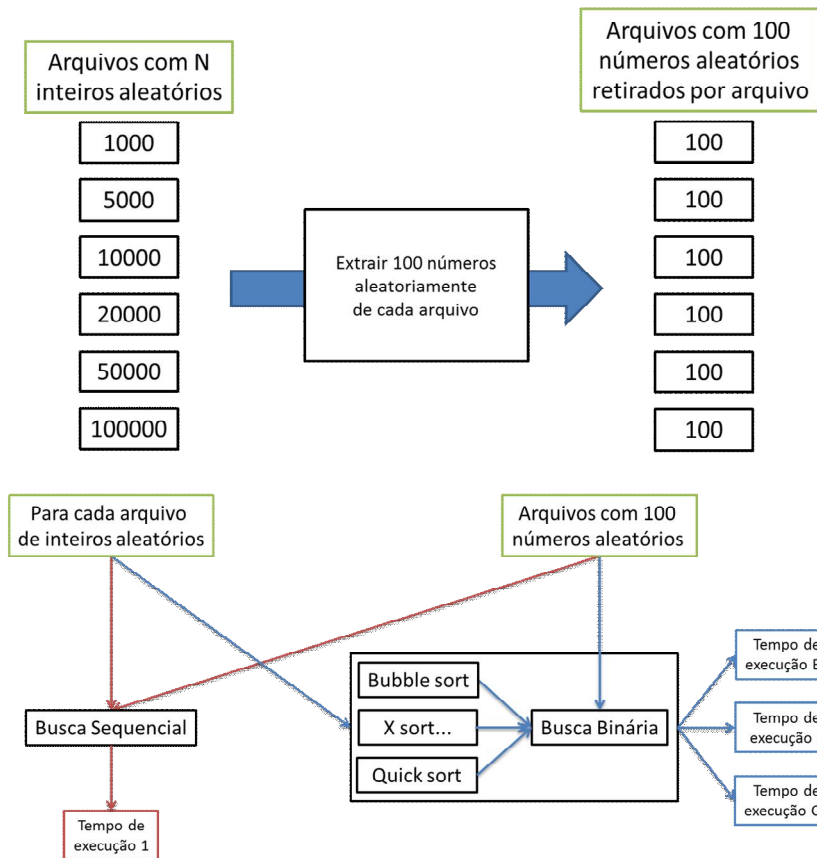 Arquivos com N
inteiros aleatórios
1000
5000
10000
20000
50000
100000
Extrair 100 números
aleatoriamente
de cada arquivo
Arquivos com 100
números aleatórios
retirados por arquivo
100
100
100
100
100
100
Para cada arquivo
de inteiros aleatórios
Arquivos com 100
números aleatórios
Busca Sequencial
Tempo de
execução 1
Bubble sort
X sort...
Quick sort
Busca Binária
Tempo de
execução
Tempo de
execução
Tempo de
execução